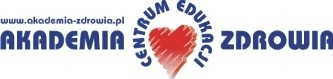 www.akademia-zdrowia.pl
AKADEMIA ZDROWIA
CENTRUM EDUKACJI